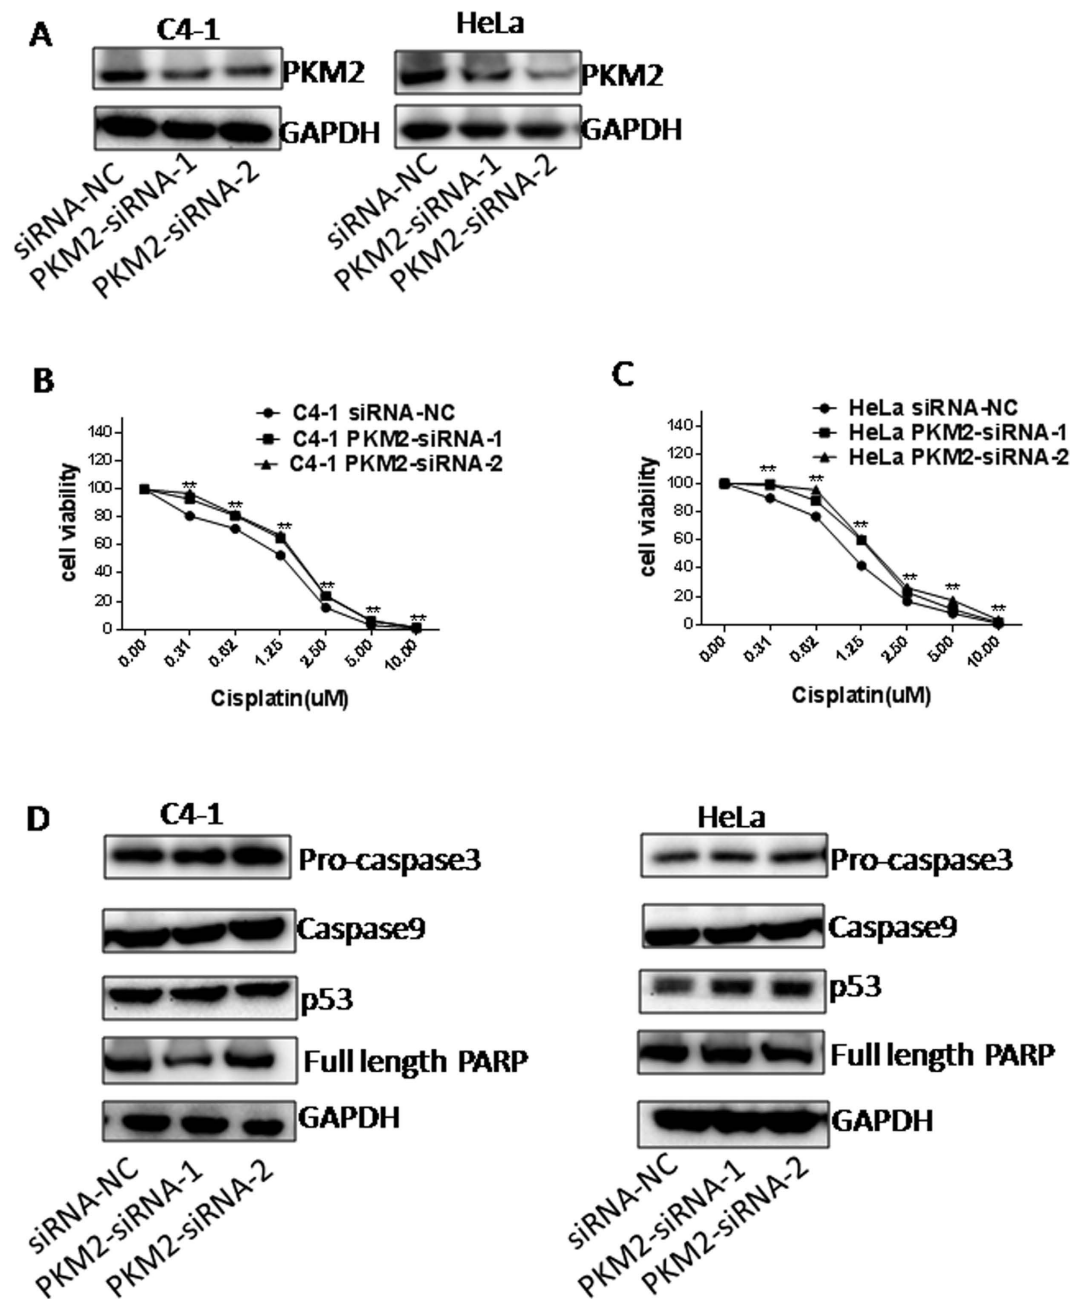 A
C4-1
HeLa
PKM2
PKM2
GAPDH
GAPDH
siRNA-NC
PKM2-siRNA-1
PKM2-siRNA-2
siRNA-NC
PKM2-siRNA-1
PKM2-siRNA-2
B
C4-1 siRNA-NC
C4-1 PKM2-siRNA-1
C4-1 PKM2-siRNA-2
cell viability
140
120
100
80
60
40
20
0
** ** ** ** ** **
0.00 0.31 0.62 1.25 2.50 5.00 10.00
Cisplatin(uM)
C
HeLa siRNA-NC
HeLa PKM2-siRNA-1
HeLa PKM2-siRNA-2
cell viability
140
120
100
80
60
40
20
0
** ** ** ** ** **
0.00 0.31 0.62 1.25 2.50 5.00 10.00
Cisplatin(uM)
D
C4-1
Pro-caspase3
Caspase9
p53
Full length PARP
GAPDH
siRNA-NC
PKM2-siRNA-1
PKM2-siRNA-2
HeLa
Pro-caspase3
Caspase9
p53
Full length PARP
GAPDH
siRNA-NC
PKM2-siRNA-1
PKM2-siRNA-2